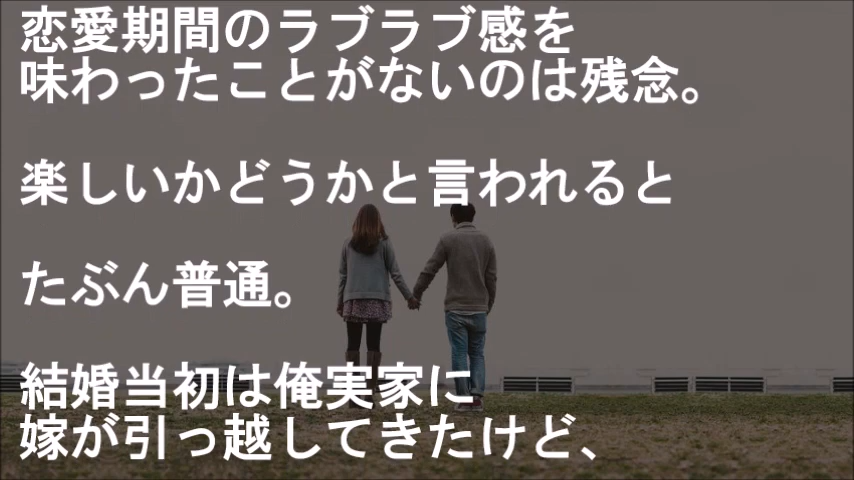 恋愛期間のラブラブ感を
味わったことがないのは残念。
楽しいかどうかと言われると
たぶん普通。
結婚当初は俺実家に
嫁が引っ越してきたけど、